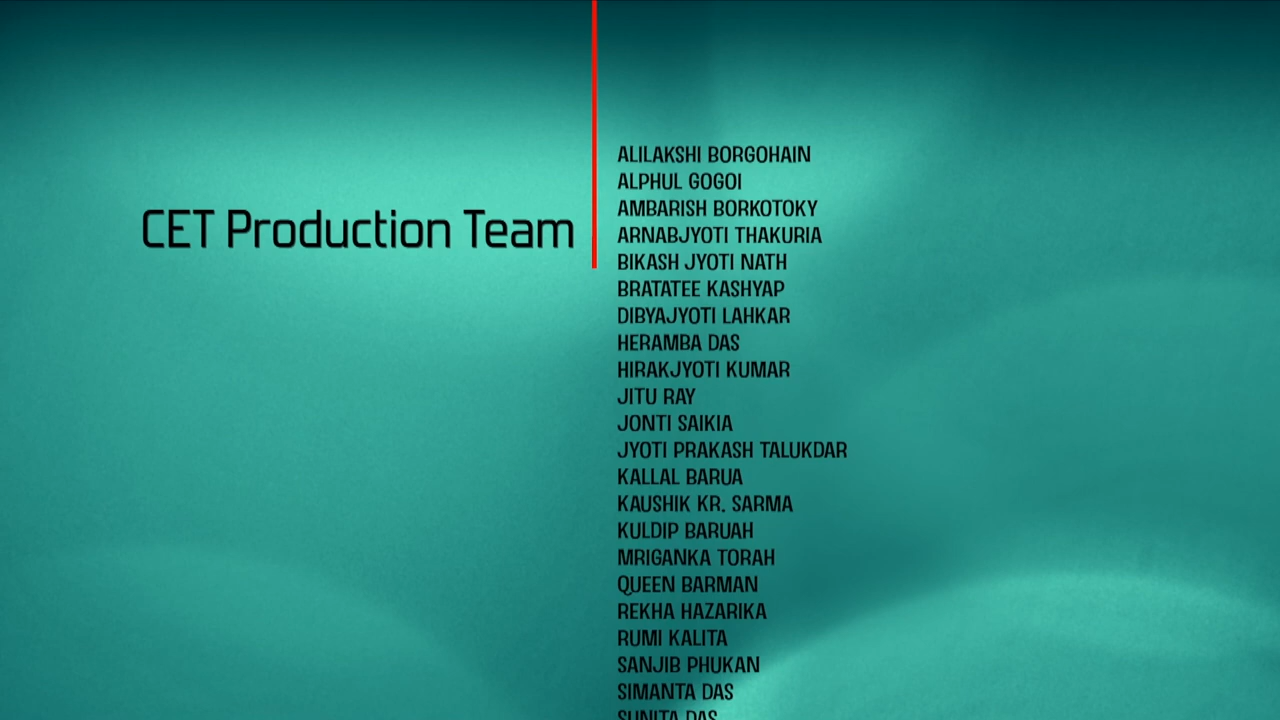 CET Production Team
ALILAKSHI BORGOHAIN
ALPHUL GOGOI
AMBARISH BORKOTOKY
ARNABJYOTI THAKURIA
BIKASH JYOTI NATH
BRATATEE KASHYAP
DIBYAJYOTI LAHKAR
HERAMBA DAS
HIRAKJYOTI KUMAR
JITU RAY
JONTI SAIKIA
JYOTI PRAKASH TALUKDAR
KALLAL BARUA
KAUSHIK KR. SARMA
KULDIP BARUAH
MRIGANKA TORAH
QUEEN BARMAN
REKHA HAZARIKA
RUMI KALITA
SANJIB PHUKAN
SIMANTA DAS
SUNITA DAS